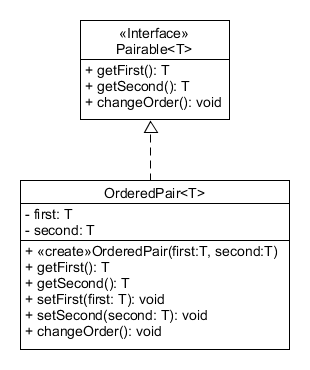 «Interface»
Pairable<T>
+ getFirst(): T
+ getSecond(): T
+ changeOrder(): void
OrderedPair<T>
- first: T
- second: T
+ «create»OrderedPair(first:T, second:T)
+ getFirst(): T
+ getSecond(): T
+ setFirst(first: T): void
+ setSecond(second: T): void
+ changeOrder(): void